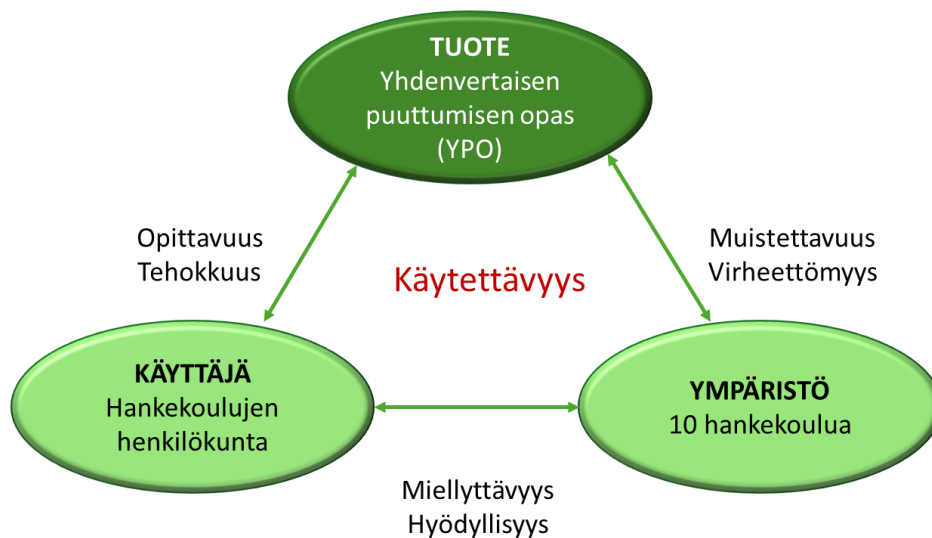 TUOTE
Yhdenvertaisen
puuttumisen opas
(YPO)
Opittavuus
Tehokkuus
Muistettavuus
Virheettömyys
Käytettävyys
KÄYTTÄJÄ
Hankekoulujen
henkilökunta
YMPÄRISTÖ
10 hankekoulua
Miellyttävyys
Hyödyllisyys